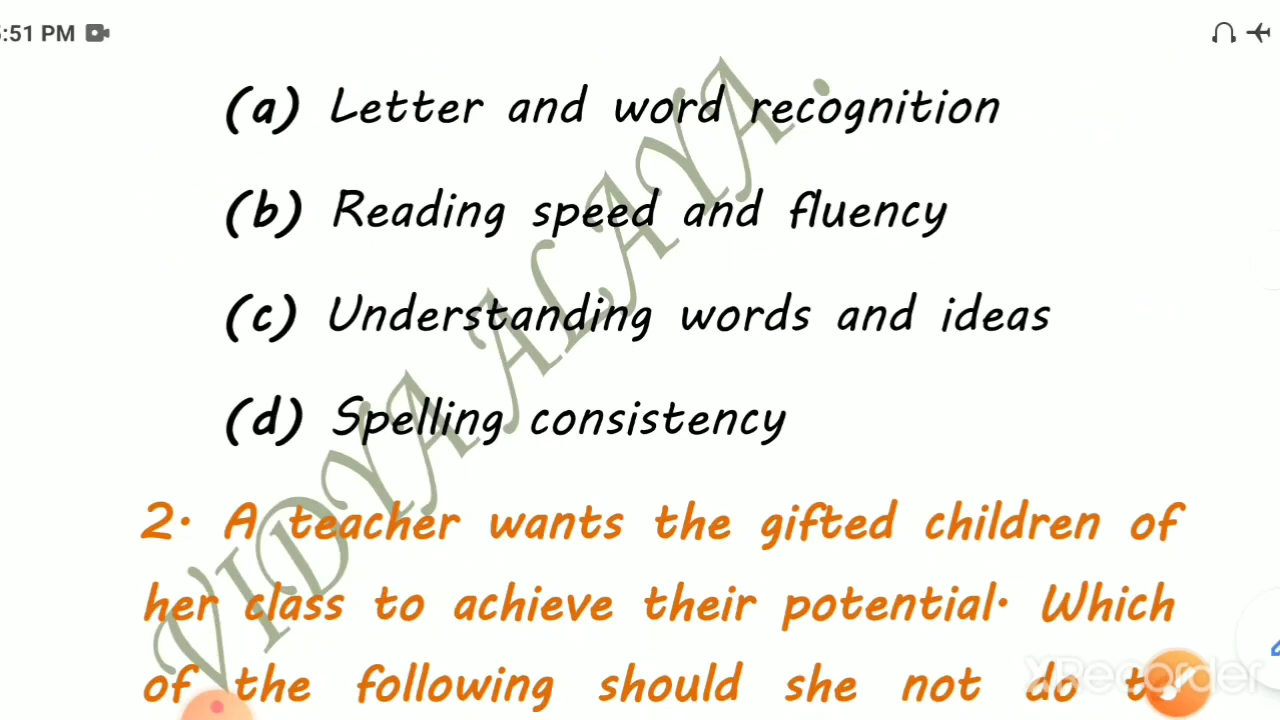 :51 PM
(a) Letter and word recognition
(b) Reading speed and fluency
(c) Understanding words and ideas
(d) Spelling consistency
2. A teacher wants the gifted children of
her class to achieve their potential. Which
of the following should she not do
VIDYA ALAYA.
XRecorder